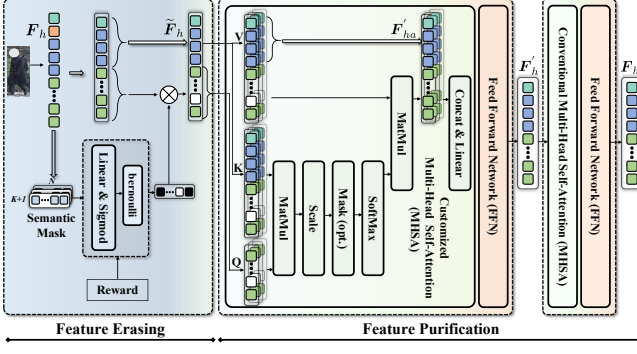 F_h
F̃_h
V
F'_ha
K
Q
N
K+1
Semantic
Mask
Linear & Sigmod
bernouli
Reward
MatMul
Scale
Mask (opt.)
SoftMax
MatMul
Concat & Linear
Customized
Multi-Head Self-Attention
(MHSA)
Feed Forward Network (FFN)
F'_h
Conventional Multi-Head Self-Attention (MHSA)
Feed Forward Network (FFN)
F_h
Feature Erasing
Feature Purification